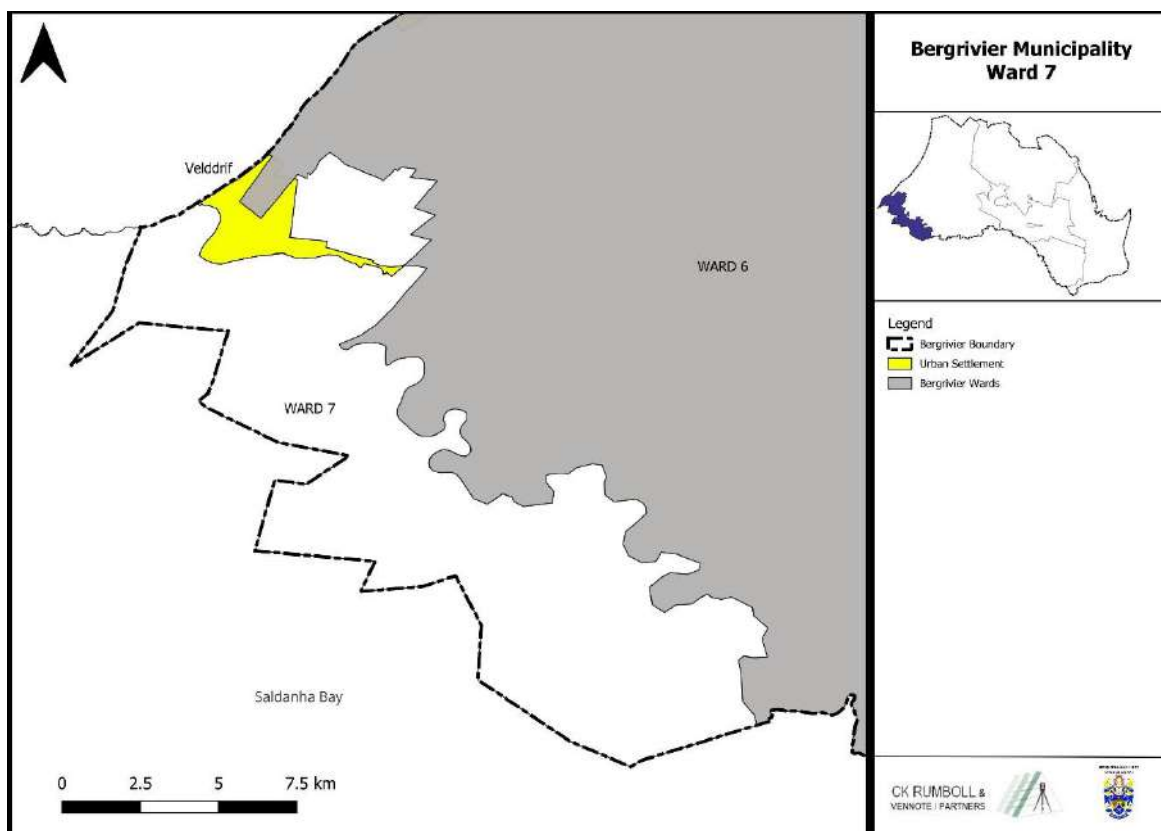 Bergrivier Municipality
Ward 7
Velddrif
WARD 6
WARD 7
Saldanha Bay
0 2.5 5 7.5 km
Legend
Bergrivier Boundary
Urban Settlement
Bergrivier Wards
CK RUMBOLL &
VENNOTE | PARTNERS